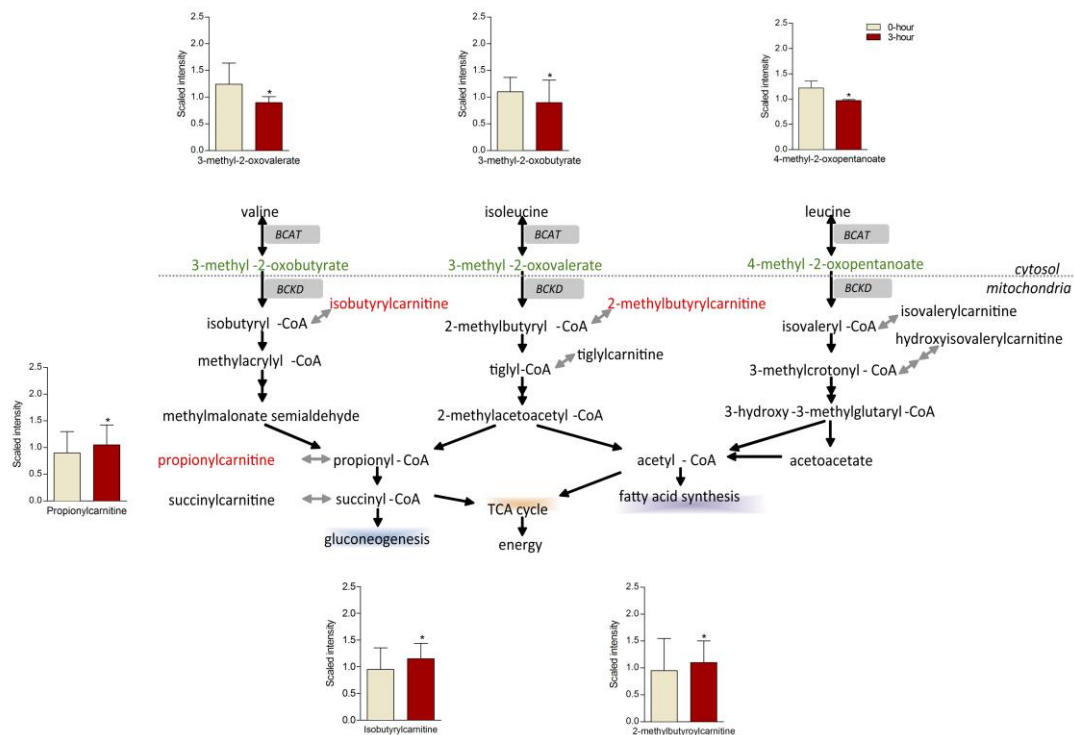 2.5
2.0
1.5
1.0
0.5
0.0
Scaled intensity
*
3-methyl-2-oxovalerate
2.5
2.0
1.5
1.0
0.5
0.0
Scaled intensity
*
3-methyl-2-oxobutyrate
2.5
2.0
1.5
1.0
0.5
0.0
Scaled intensity
*
4-methyl-2-oxopentanoate
0-hour
3-hour
valine
isoleucine
leucine
BCAT
BCAT
BCAT
3-methyl -2-oxobutyrate
3-methyl -2-oxovalerate
4-methyl -2-oxopentanoate
cytosol
mitochondria
BCKD
BCKD
BCKD
isobutyrylcarnitine
2-methylbutyrylcarnitine
isovalerylcarnitine
isobutyryl -CoA
2-methylbutyryl -CoA
isovaleryl -CoA
hydroxyisovalerylcarnitine
methylacrylyl -CoA
tiglylcarnitine
tiglyl-CoA
3-methylcrotonyl - CoA
methylmalonate semialdehyde
2-methylacetoacetyl -CoA
3-hydroxy -3-methylglutaryl -CoA
propionylcarnitine
propionyl - CoA
acetyl - CoA
acetoacetate
succinylcarnitine
succinyl -CoA
TCA cycle
fatty acid synthesis
gluconeogenesis
energy
2.5
2.0
1.5
1.0
0.5
0.0
Scaled intensity
*
Propionylcarnitine
2.5
2.0
1.5
1.0
0.5
0.0
Scaled intensity
*
Isobutyrylcarnitine
2.5
2.0
1.5
1.0
0.5
0.0
Scaled intensity
*
2-methylbutyroylcarnitine